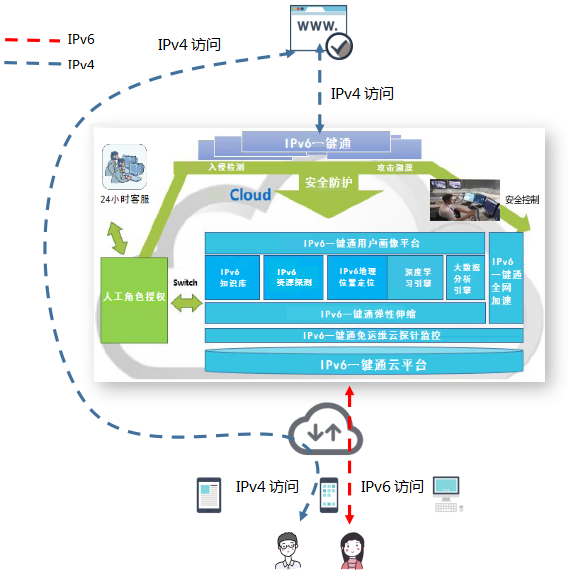 IPv6
IPv4
IPv4 访问
WWW.
IPv4 访问
IPv6一键通
入侵检测
攻击溯源
安全防护
24小时客服
Cloud
安全控制
IPv6一键通用户画像平台
IPv6
知识库
IPv6
资源探测
IPv6地理
位置定位
深度学
习引擎
大数据
分析
引擎
IPv6
一键通
全网
加速
人工角色授权
Switch
IPv6一键通弹性伸缩
IPv6一键通免运维云探针监控
IPv6一键通云平台
IPv4 访问
IPv6 访问